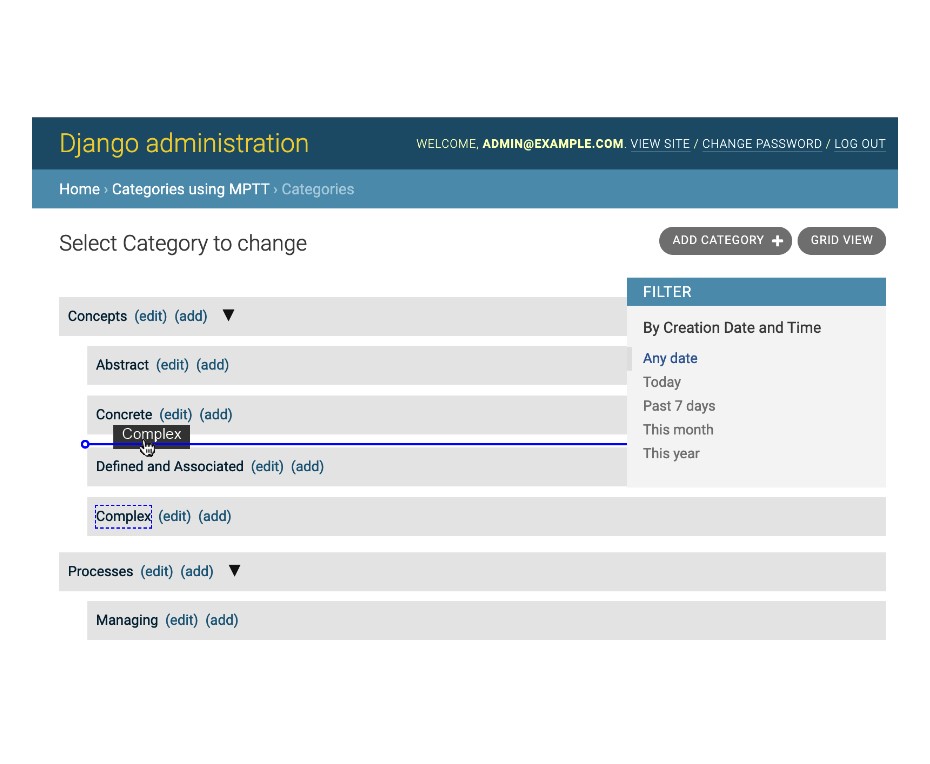 Django administration
WELCOME, ADMIN@EXAMPLE.COM. VIEW SITE / CHANGE PASSWORD / LOG OUT
Home › Categories using MPTT › Categories
Select Category to change
ADD CATEGORY +
GRID VIEW
Concepts (edit) (add) ▼
Abstract (edit) (add)
Concrete (edit) (add)
Complex
Defined and Associated (edit) (add)
Complex (edit) (add)
Processes (edit) (add) ▼
Managing (edit) (add)
FILTER
By Creation Date and Time
Any date
Today
Past 7 days
This month
This year